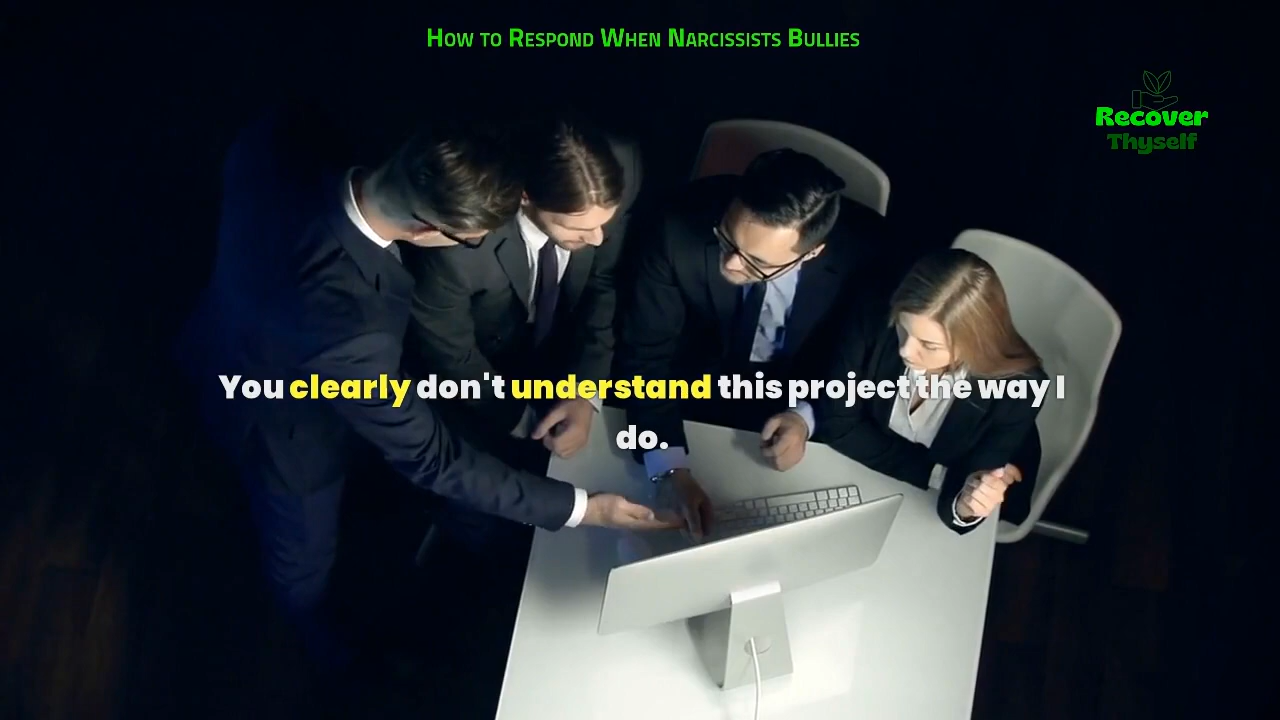 How to Respond When Narcissists Bullies
Recover
Thyself
You clearly don't understand this project the way I
do.